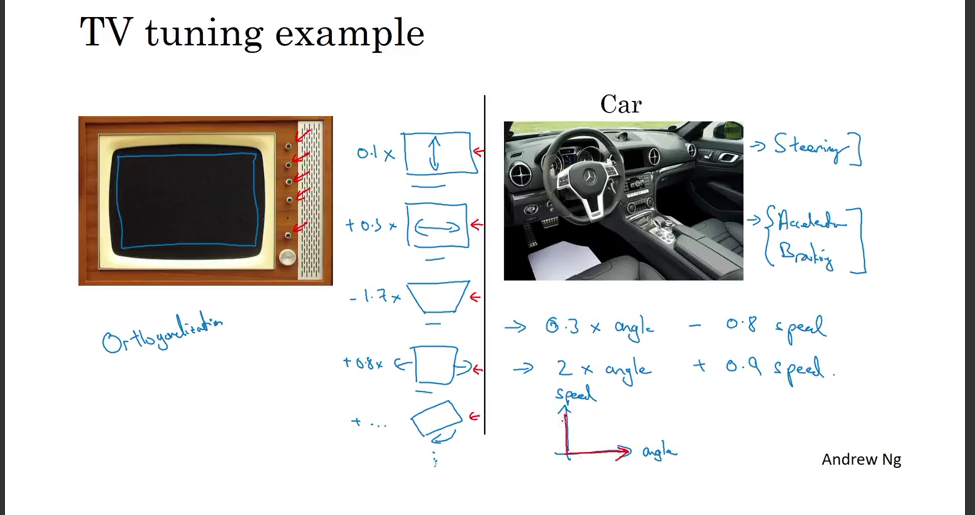 TV tuning example
Orthogonalization
0.1 x
+ 0.3 x
- 1.7 x
+ 0.8 x
+ ...
Car
→ Steering
→ Acceleration
Braking
→ 0.3 x angle - 0.8 speed
→ 2 x angle + 0.9 speed.
speed
angle
Andrew Ng